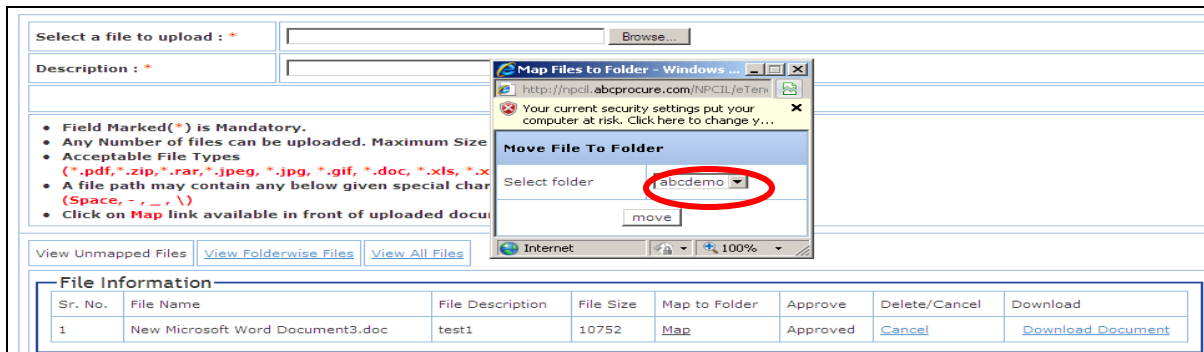 Select a file to upload : *
Browse...
Description : *
Map Files to Folder - Windows ...
http://npcil.abcprocure.com/NPCIL/eTen
Your current security settings put your
computer at risk. Click here to change y...
Move File To Folder
Select folder
abcdemo
move
Internet
100%
• Field Marked(*) is Mandatory.
• Any Number of files can be uploaded. Maximum Size
• Acceptable File Types
(*.pdf,*.zip,*.rar,*.jpeg, *.jpg, *.gif, *.doc, *.xls, *.x
• A file path may contain any below given special char
(Space, - , _ , \)
• Click on Map link available in front of uploaded docu
View Unmapped Files View Folderwise Files View All Files
File Information
Sr. No. File Name File Description File Size Map to Folder Approve Delete/Cancel Download
1 New Microsoft Word Document3.doc test1 10752 Map Approved Cancel Download Document